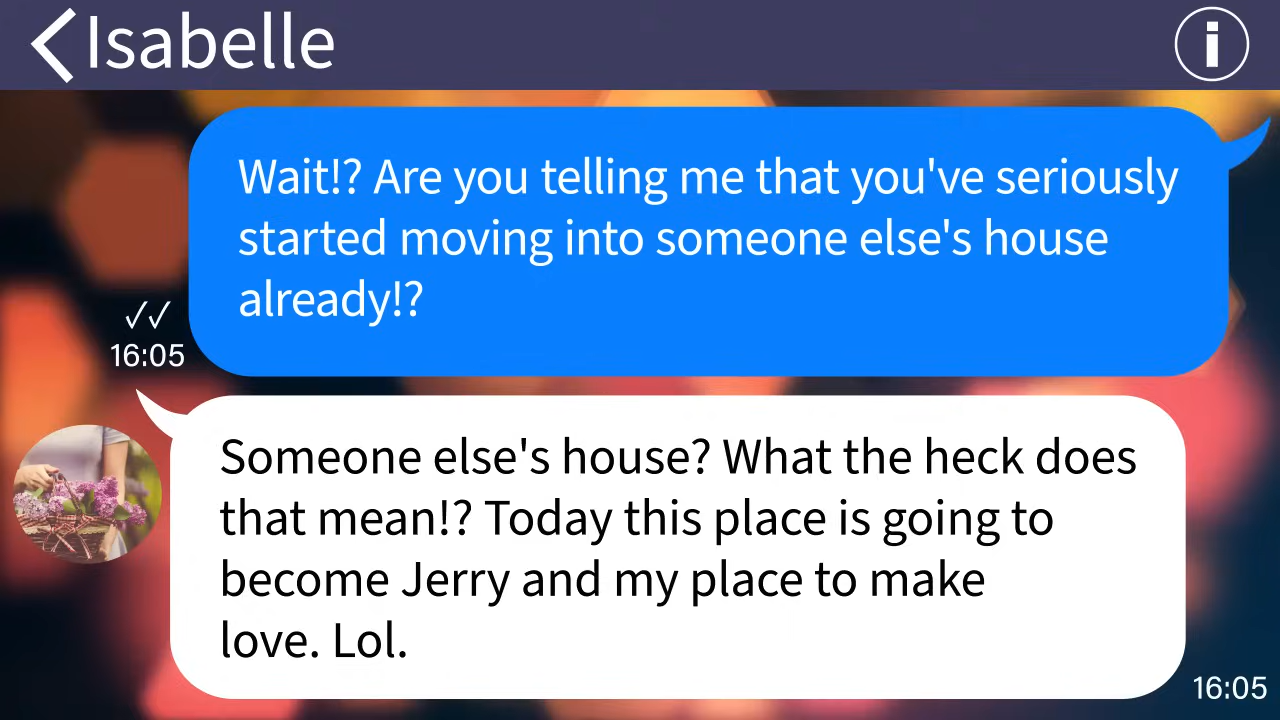 Isabelle
i
Wait!? Are you telling me that you've seriously
started moving into someone else's house
already!?
✓✓
16:05
Someone else's house? What the heck does
that mean!? Today this place is going to
become Jerry and my place to make
love. Lol.
16:05